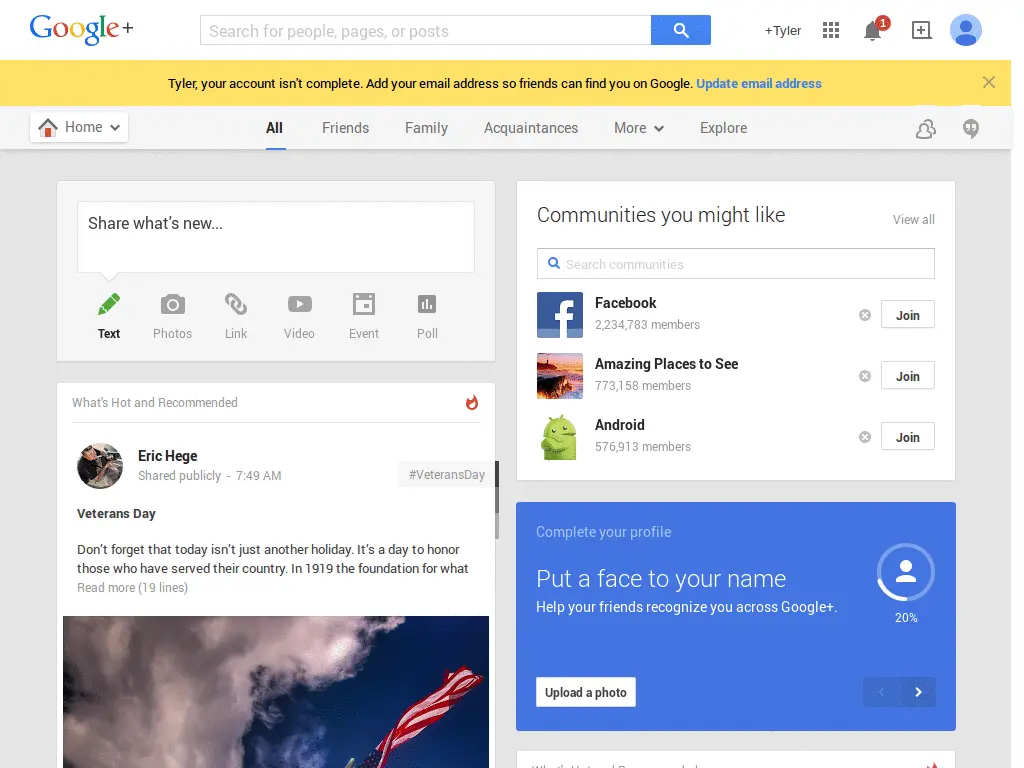 Google+
Search for people, pages, or posts
+Tyler
1
Tyler, your account isn't complete. Add your email address so friends can find you on Google. Update email address
Home
All
Friends
Family
Acquaintances
More
Explore
Share what's new...
Text
Photos
Link
Video
Event
Poll
What's Hot and Recommended
Eric Hege
Shared publicly - 7:49 AM
#VeteransDay
Veterans Day
Don't forget that today isn't just another holiday. It's a day to honor
those who have served their country. In 1919 the foundation for what
Read more (19 lines)
Communities you might like
View all
Search communities
Facebook
2,234,783 members
Join
Amazing Places to See
773,158 members
Join
Android
576,913 members
Join
Complete your profile
Put a face to your name
Help your friends recognize you across Google+.
20%
Upload a photo